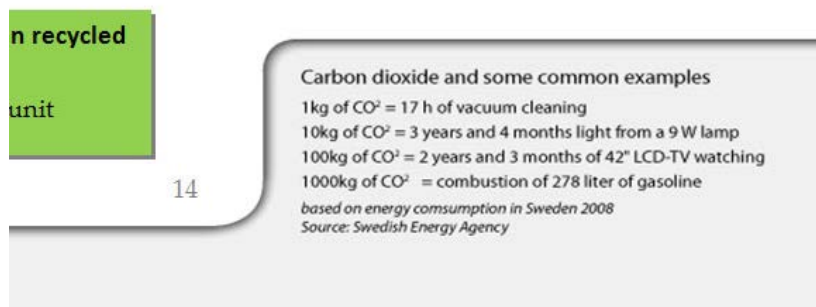 n recycled
unit
14
Carbon dioxide and some common examples
1kg of CO² = 17 h of vacuum cleaning
10kg of CO² = 3 years and 4 months light from a 9 W lamp
100kg of CO² = 2 years and 3 months of 42" LCD-TV watching
1000kg of CO² = combustion of 278 liter of gasoline
based on energy comsumption in Sweden 2008
Source: Swedish Energy Agency